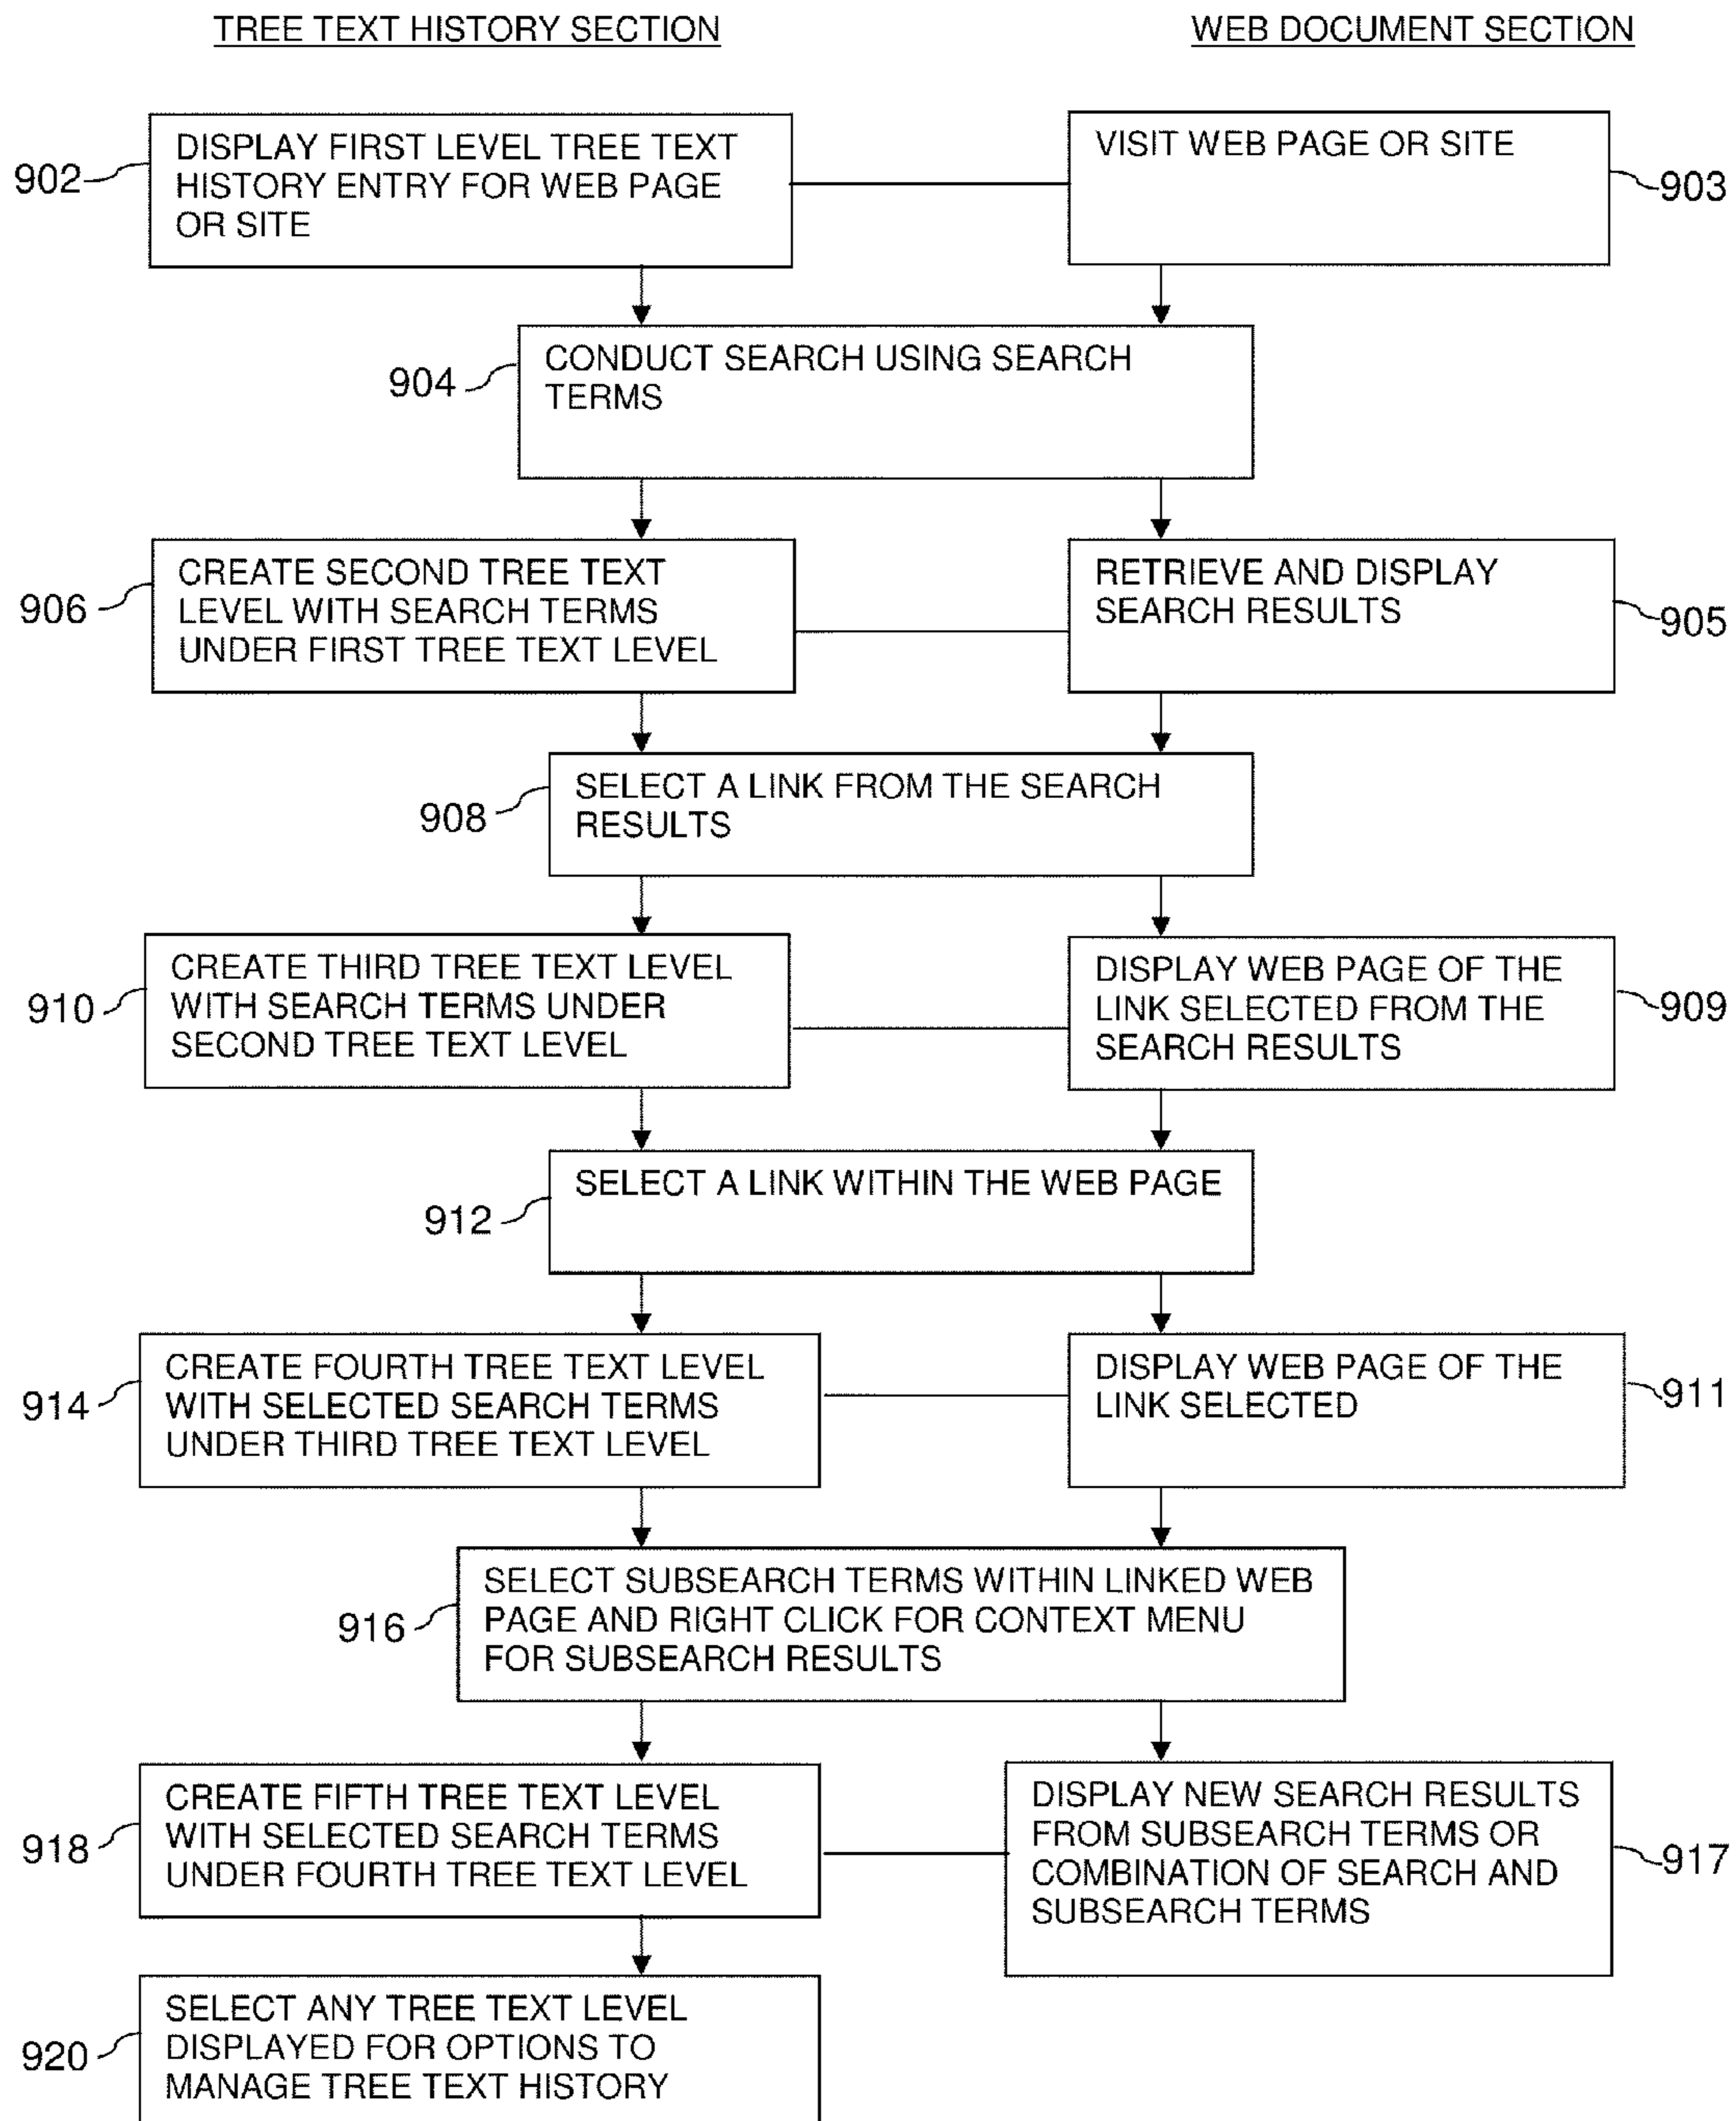 TREE TEXT HISTORY SECTION
WEB DOCUMENT SECTION
902
DISPLAY FIRST LEVEL TREE TEXT
HISTORY ENTRY FOR WEB PAGE
OR SITE
VISIT WEB PAGE OR SITE
903
904
CONDUCT SEARCH USING SEARCH
TERMS
906
CREATE SECOND TREE TEXT
LEVEL WITH SEARCH TERMS
UNDER FIRST TREE TEXT LEVEL
RETRIEVE AND DISPLAY
SEARCH RESULTS
905
908
SELECT A LINK FROM THE SEARCH
RESULTS
910
CREATE THIRD TREE TEXT LEVEL
WITH SEARCH TERMS UNDER
SECOND TREE TEXT LEVEL
DISPLAY WEB PAGE OF THE
LINK SELECTED FROM THE
SEARCH RESULTS
909
912
SELECT A LINK WITHIN THE WEB PAGE
914
CREATE FOURTH TREE TEXT LEVEL
WITH SELECTED SEARCH TERMS
UNDER THIRD TREE TEXT LEVEL
DISPLAY WEB PAGE OF THE
LINK SELECTED
911
916
SELECT SUBSEARCH TERMS WITHIN LINKED WEB
PAGE AND RIGHT CLICK FOR CONTEXT MENU
FOR SUBSEARCH RESULTS
918
CREATE FIFTH TREE TEXT LEVEL
WITH SELECTED SEARCH TERMS
UNDER FOURTH TREE TEXT LEVEL
DISPLAY NEW SEARCH RESULTS
FROM SUBSEARCH TERMS OR
COMBINATION OF SEARCH AND
SUBSEARCH TERMS
917
920
SELECT ANY TREE TEXT LEVEL
DISPLAYED FOR OPTIONS TO
MANAGE TREE TEXT HISTORY